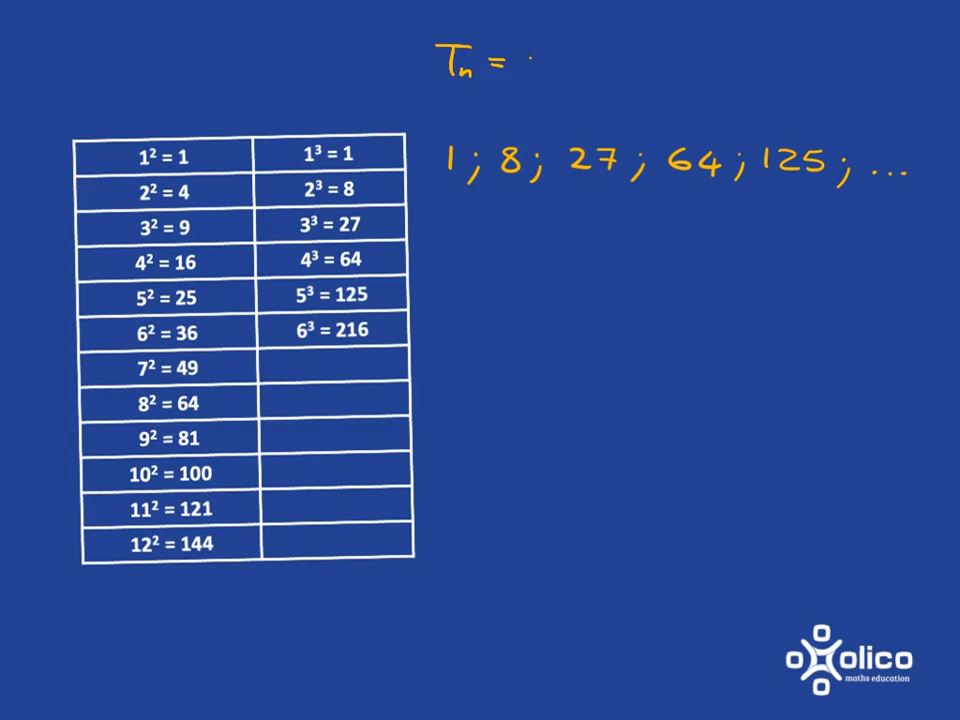 Tₙ =
1 ; 8 ; 27 ; 64 ; 125 ; ...
1² = 1 1³ = 1
2² = 4 2³ = 8
3² = 9 3³ = 27
4² = 16 4³ = 64
5² = 25 5³ = 125
6² = 36 6³ = 216
7² = 49
8² = 64
9² = 81
10² = 100
11² = 121
12² = 144
olico
maths education